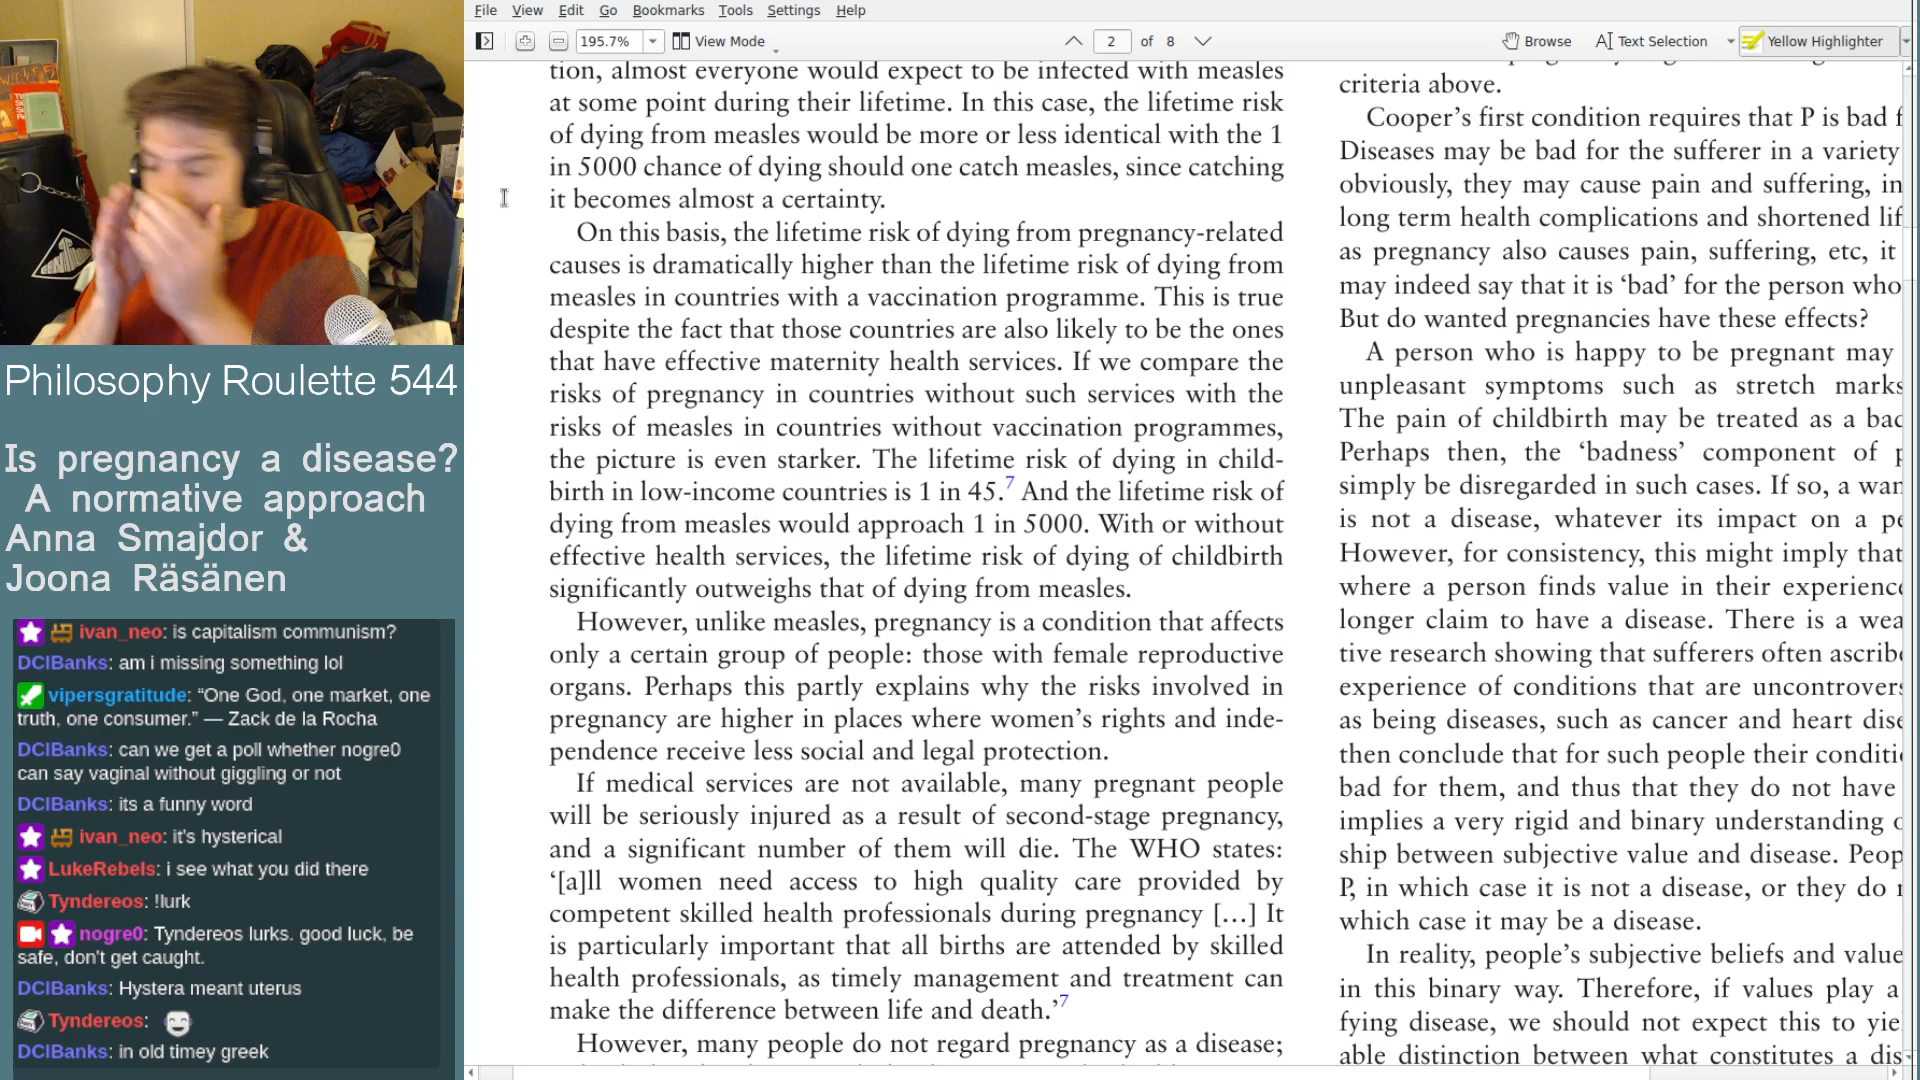 File View Edit Go Bookmarks Tools Settings Help
195.7% View Mode 2 of 8 Browse Text Selection Yellow Highlighter
tion, almost everyone would expect to be infected with measles
at some point during their lifetime. In this case, the lifetime risk
of dying from measles would be more or less identical with the 1
in 5000 chance of dying should one catch measles, since catching
it becomes almost a certainty.
On this basis, the lifetime risk of dying from pregnancy-related
causes is dramatically higher than the lifetime risk of dying from
measles in countries with a vaccination programme. This is true
despite the fact that those countries are also likely to be the ones
that have effective maternity health services. If we compare the
risks of pregnancy in countries without such services with the
risks of measles in countries without vaccination programmes,
the picture is even starker. The lifetime risk of dying in child-
birth in low-income countries is 1 in 45.7 And the lifetime risk of
dying from measles would approach 1 in 5000. With or without
effective health services, the lifetime risk of dying of childbirth
significantly outweighs that of dying from measles.
However, unlike measles, pregnancy is a condition that affects
only a certain group of people: those with female reproductive
organs. Perhaps this partly explains why the risks involved in
pregnancy are higher in places where women's rights and inde-
pendence receive less social and legal protection.
If medical services are not available, many pregnant people
will be seriously injured as a result of second-stage pregnancy,
and a significant number of them will die. The WHO states:
‘[a]ll women need access to high quality care provided by
competent skilled health professionals during pregnancy […] It
is particularly important that all births are attended by skilled
health professionals, as timely management and treatment can
make the difference between life and death.’7
However, many people do not regard pregnancy as a disease;
criteria above.
Cooper's first condition requires that P is bad f
Diseases may be bad for the sufferer in a variety
obviously, they may cause pain and suffering, in
long term health complications and shortened lif
as pregnancy also causes pain, suffering, etc, it
may indeed say that it is ‘bad’ for the person who
But do wanted pregnancies have these effects?
A person who is happy to be pregnant may
unpleasant symptoms such as stretch marks
The pain of childbirth may be treated as a bad
Perhaps then, the ‘badness’ component of p
simply be disregarded in such cases. If so, a wan
is not a disease, whatever its impact on a pe
However, for consistency, this might imply that
where a person finds value in their experience
longer claim to have a disease. There is a wea
tive research showing that sufferers often ascribe
experience of conditions that are uncontrovers
as being diseases, such as cancer and heart dise
then conclude that for such people their conditi
bad for them, and thus that they do not have
implies a very rigid and binary understanding o
ship between subjective value and disease. Peop
P, in which case it is not a disease, or they do n
which case it may be a disease.
In reality, people's subjective beliefs and value
in this binary way. Therefore, if values play a
fying disease, we should not expect this to yie
able distinction between what constitutes a dis
Philosophy Roulette 544
Is pregnancy a disease?
A normative approach
Anna Smajdor &
Joona Räsänen
ivan_neo: is capitalism communism?
DCIBanks: am i missing something lol
vipersgratitude: “One God, one market, one
truth, one consumer.” — Zack de la Rocha
DCIBanks: can we get a poll whether nogre0
can say vaginal without giggling or not
DCIBanks: its a funny word
ivan_neo: it's hysterical
LukeRebels: i see what you did there
Tyndereos: !lurk
nogre0: Tyndereos lurks. good luck, be
safe, don't get caught.
DCIBanks: Hystera meant uterus
Tyndereos:
DCIBanks: in old timey greek